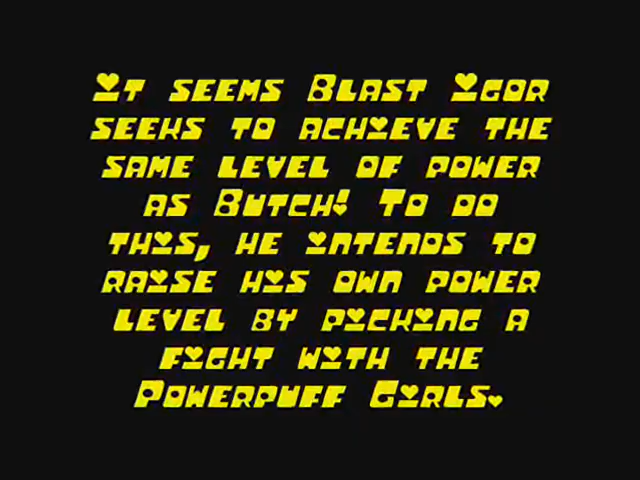 It seems Blast Igor
seeks to achieve the
same level of power
as Butch! To do
this, he intends to
raise his own power
level by picking a
fight with the
Powerpuff Girls.